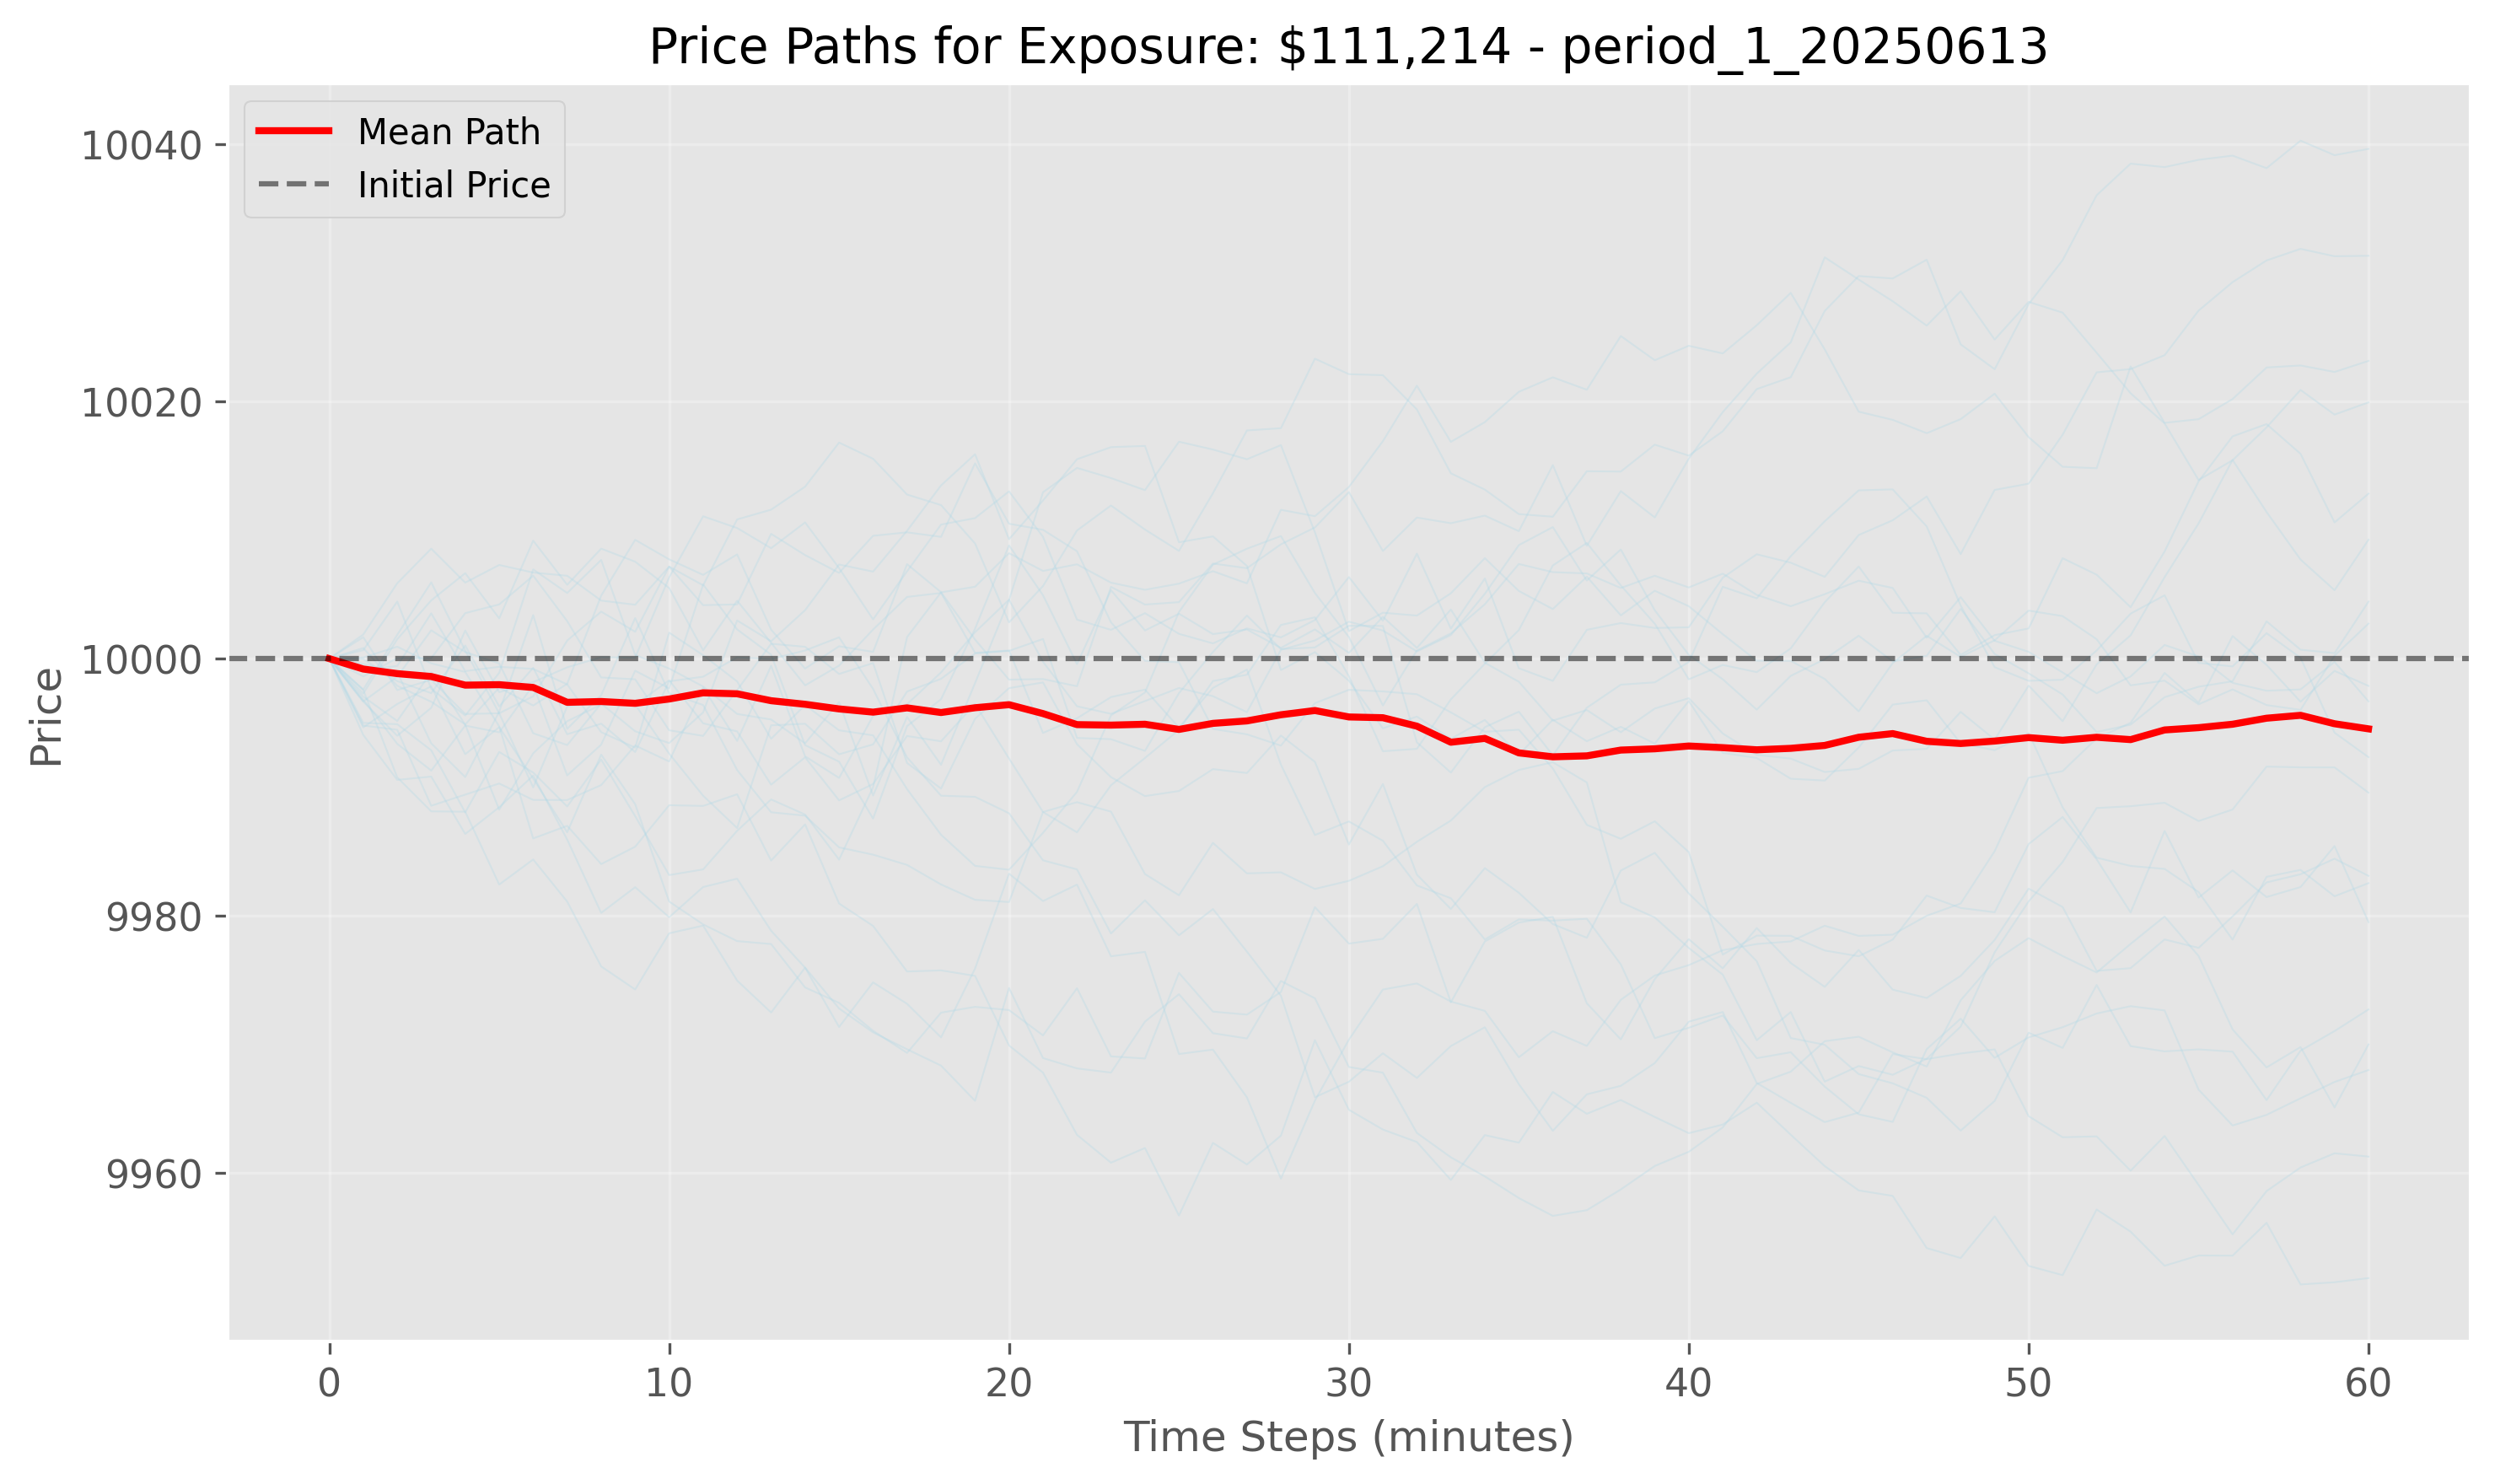 Price Paths for Exposure: $111,214 - period_1_20250613
Mean Path
Initial Price
10040
10020
10000
9980
9960
Price
0 10 20 30 40 50 60
Time Steps (minutes)